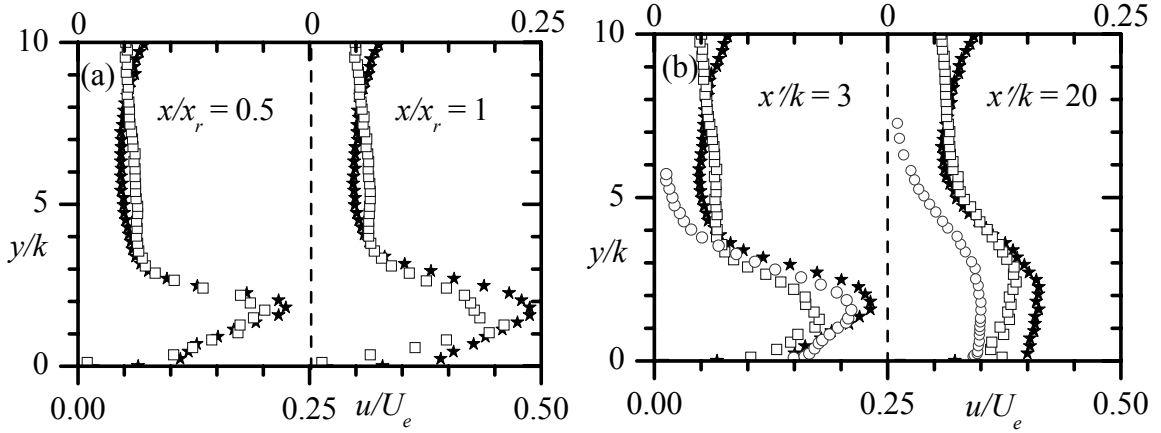 0 0 0.25
10
(a)
x/x_r = 0.5 x/x_r = 1
5
y/k
0
0.00 0.25 u/U_e 0.50
0 0 0.25
10
(b)
x′/k = 3 x′/k = 20
5
y/k
0
0.00 0.25 u/U_e 0.50